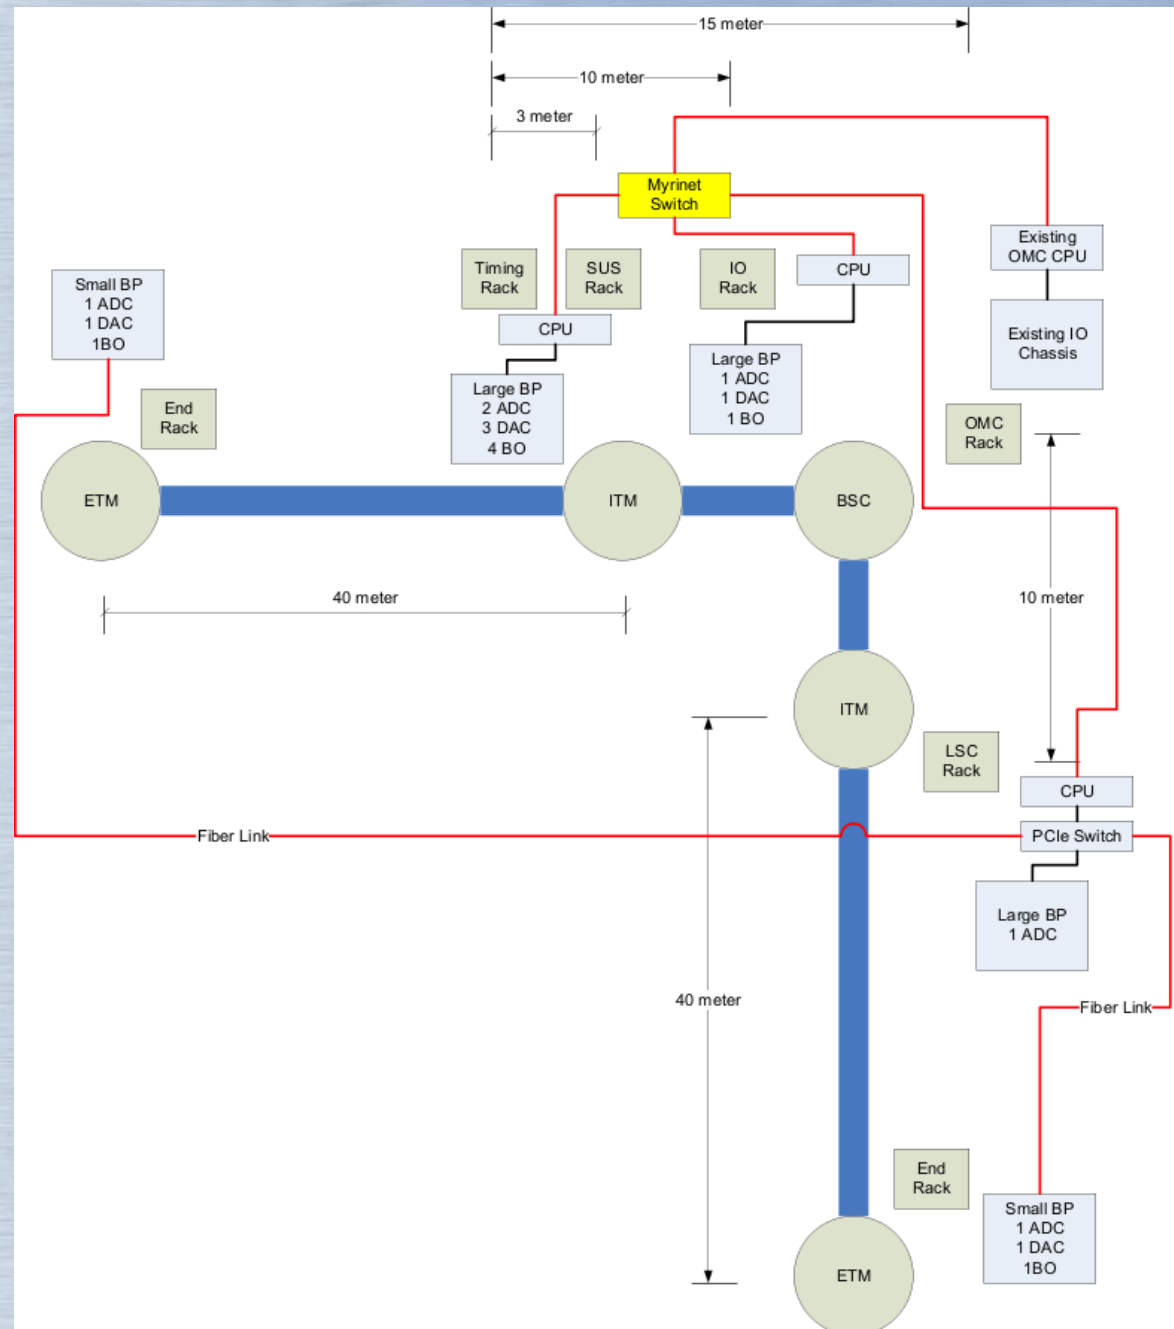 15 meter
10 meter
3 meter
Myrinet
Switch
Existing
OMC CPU
Timing
Rack
SUS
Rack
IO
Rack
CPU
Small BP
1 ADC
1 DAC
1BO
CPU
Existing IO
Chassis
Large BP
1 ADC
1 DAC
1 BO
Large BP
2 ADC
3 DAC
4 BO
End
Rack
OMC
Rack
ETM
ITM
BSC
40 meter
10 meter
ITM
LSC
Rack
CPU
Fiber Link
PCIe Switch
Large BP
1 ADC
40 meter
Fiber Link
End
Rack
Small BP
1 ADC
1 DAC
1BO
ETM